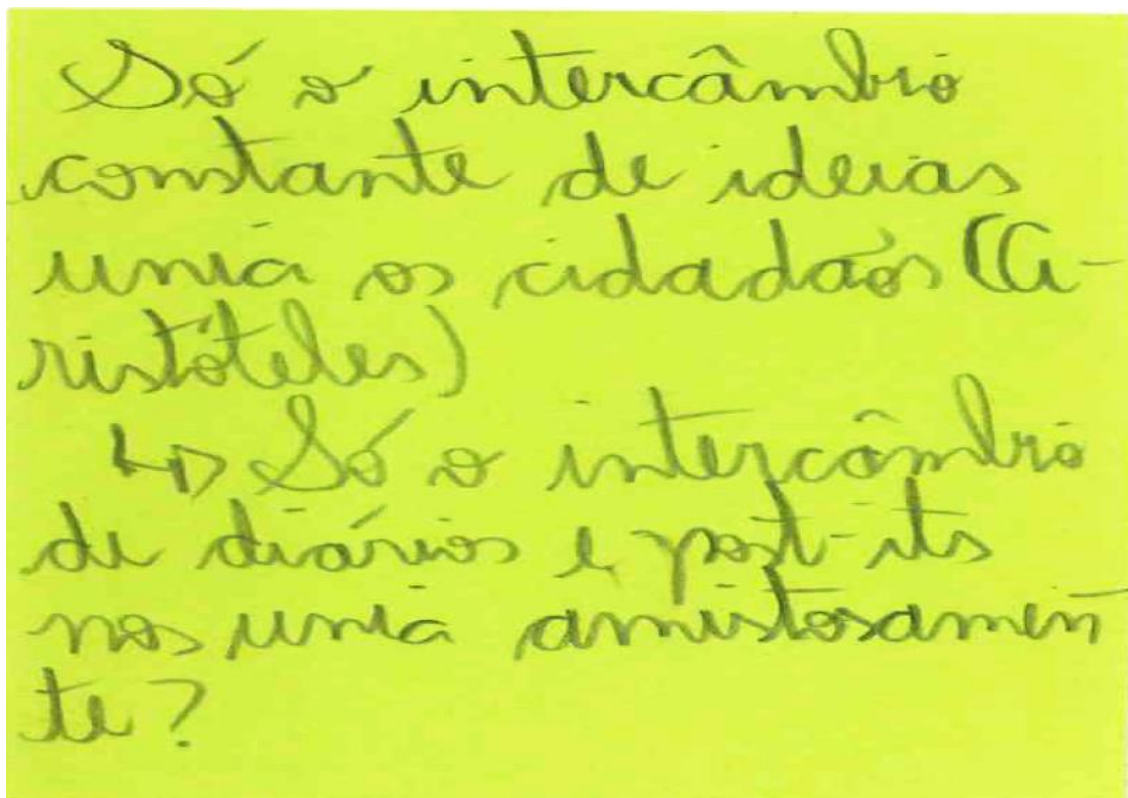 Só o intercâmbio
constante de ideias
unia os cidadãos (A-
ristóteles)
↳ Só o intercâmbio
de diários e post-its
nos unia amistosamen
te?